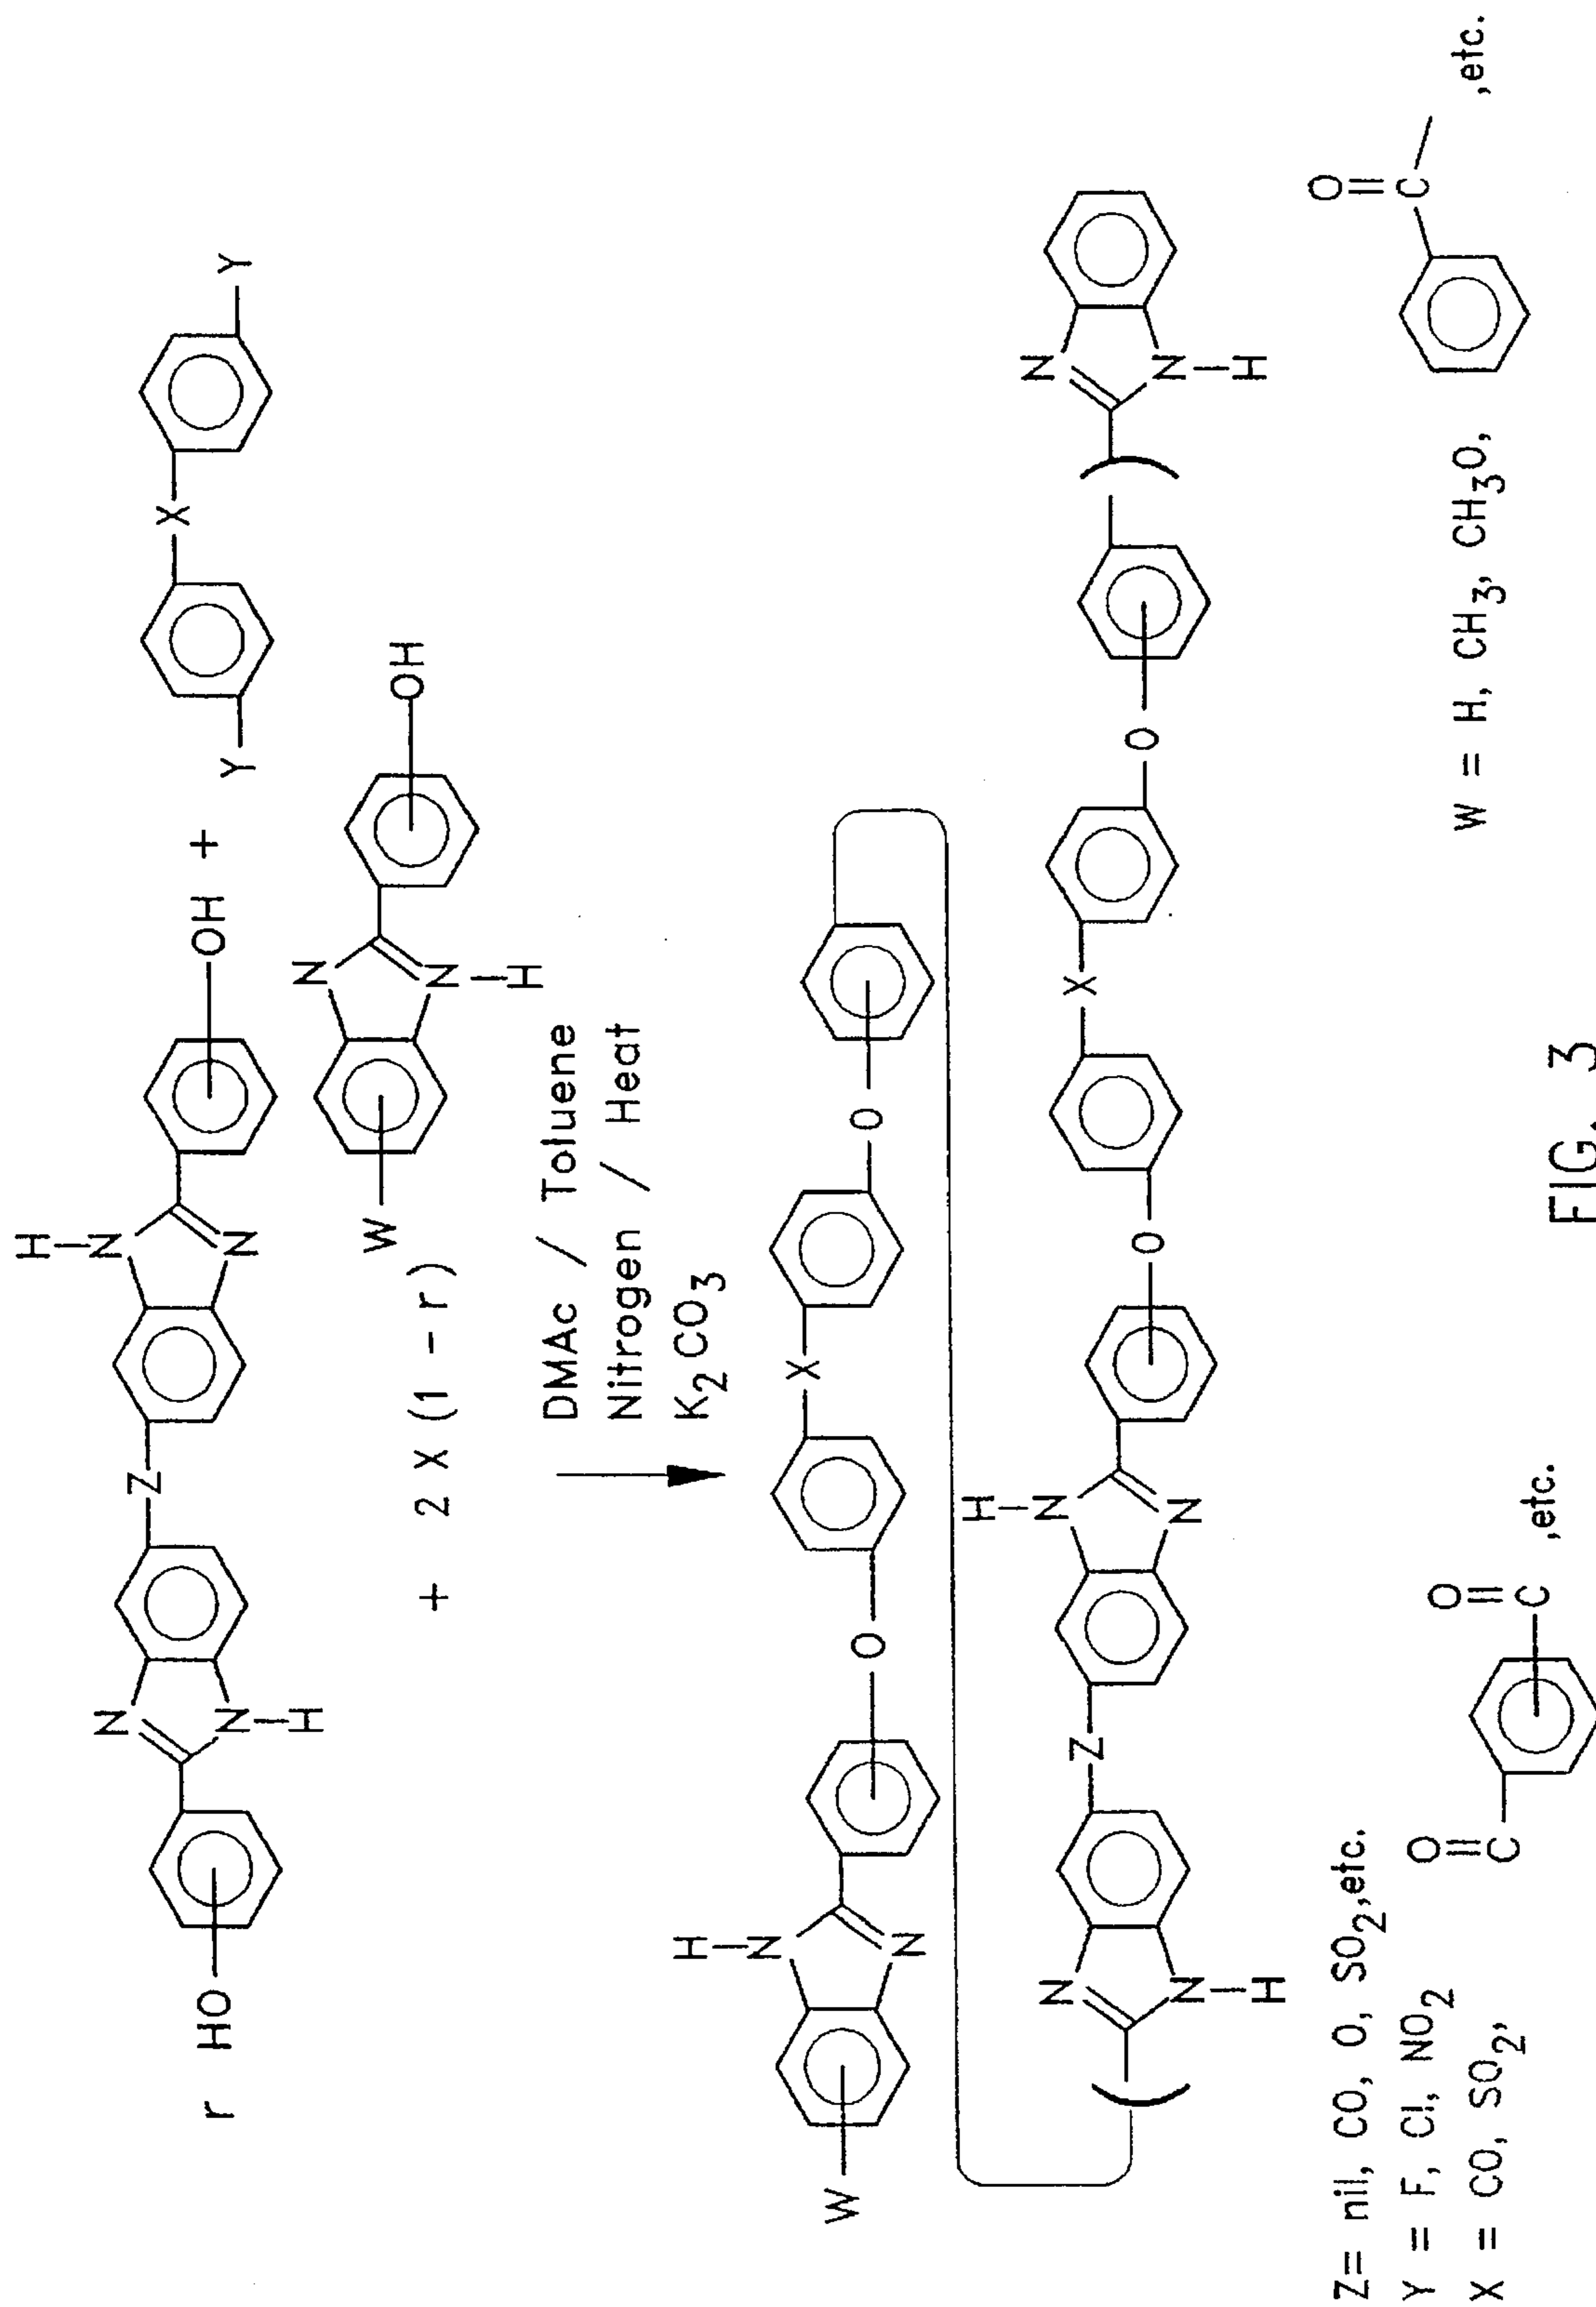 r HO N N H Z H N N OH + Y X Y
+ 2 X (1 - r) W N N H OH
DMAc / Toluene
Nitrogen / Heat
K2CO3
W H N N O X O
( N N H Z H N N O X O ) N N H
Z= nil, CO, O, SO2,etc.
Y = F, Cl, NO2
X = CO, SO2, O C O C ,etc.
W = H, CH3, CH3O, O C ,etc.
FIG. 3